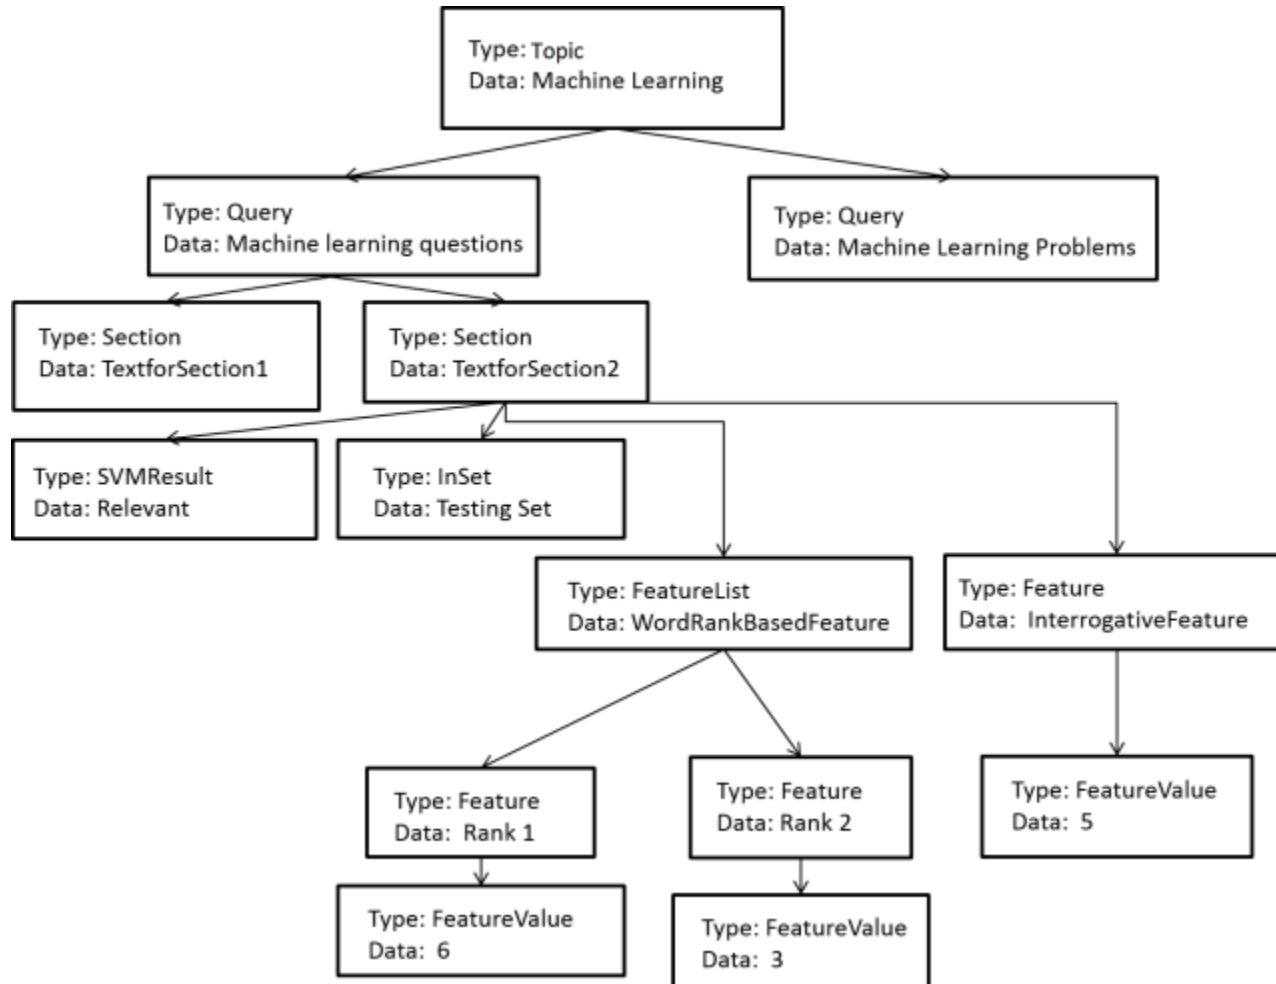 Type: Topic
Data: Machine Learning
Type: Query
Data: Machine learning questions
Type: Query
Data: Machine Learning Problems
Type: Section
Data: TextforSection1
Type: Section
Data: TextforSection2
Type: SVMResult
Data: Relevant
Type: InSet
Data: Testing Set
Type: FeatureList
Data: WordRankBasedFeature
Type: Feature
Data: InterrogativeFeature
Type: Feature
Data: Rank 1
Type: Feature
Data: Rank 2
Type: FeatureValue
Data: 5
Type: FeatureValue
Data: 6
Type: FeatureValue
Data: 3